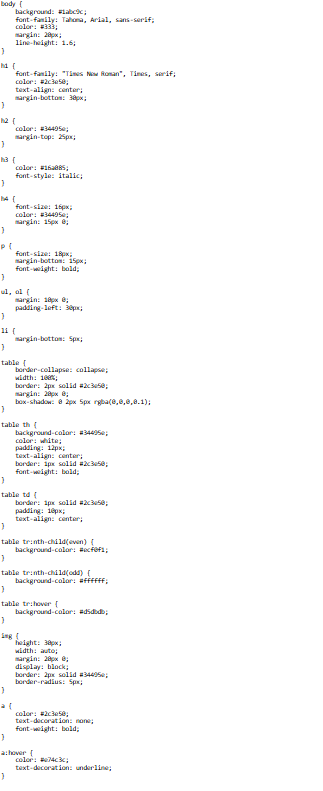 body {
    background: #1abc9c;
    font-family: Tahoma, Arial, sans-serif;
    color: #333;
    margin: 20px;
    line-height: 1.6;
}

h1 {
    font-family: "Times New Roman", Times, serif;
    color: #2c3e50;
    text-align: center;
    margin-bottom: 30px;
}

h2 {
    color: #34495e;
    margin-top: 25px;
}

h3 {
    color: #16a085;
    font-style: italic;
}

h4 {
    font-size: 16px;
    color: #34495e;
    margin: 15px 0;
}

p {
    font-size: 18px;
    margin-bottom: 15px;
    font-weight: bold;
}

ul, ol {
    margin: 10px 0;
    padding-left: 30px;
}

li {
    margin-bottom: 5px;
}

table {
    border-collapse: collapse;
    width: 100%;
    border: 2px solid #2c3e50;
    margin: 20px 0;
    box-shadow: 0 2px 5px rgba(0,0,0,0.1);
}

table th {
    background-color: #34495e;
    color: white;
    padding: 12px;
    text-align: center;
    border: 1px solid #2c3e50;
    font-weight: bold;
}

table td {
    border: 1px solid #2c3e50;
    padding: 10px;
    text-align: center;
}

table tr:nth-child(even) {
    background-color: #ecf0f1;
}

table tr:nth-child(odd) {
    background-color: #ffffff;
}

table tr:hover {
    background-color: #d5dbdb;
}

img {
    height: 30px;
    width: auto;
    margin: 20px 0;
    display: block;
    border: 2px solid #34495e;
    border-radius: 5px;
}

a {
    color: #2c3e50;
    text-decoration: none;
    font-weight: bold;
}

a:hover {
    color: #e74c3c;
    text-decoration: underline;
}